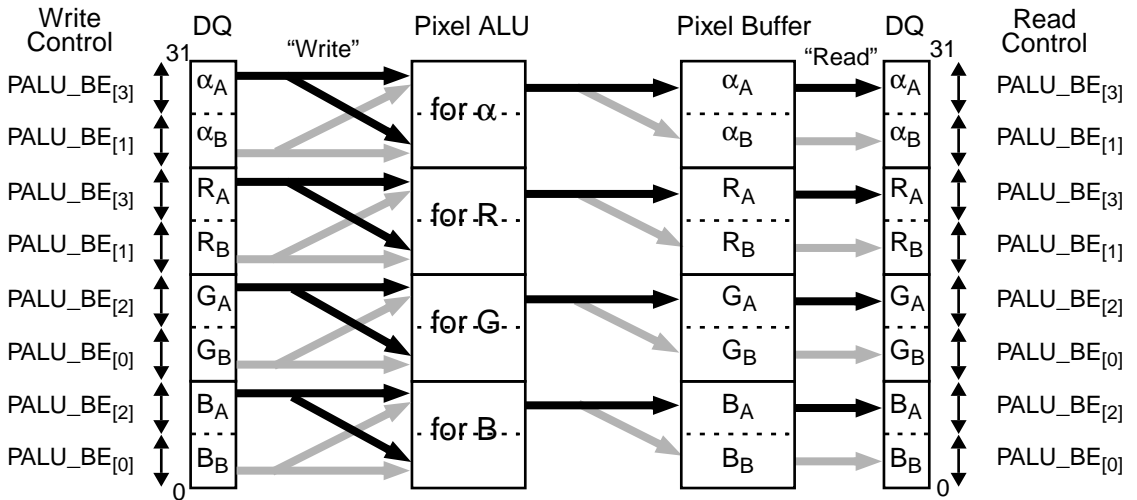 Write Control DQ Pixel ALU Pixel Buffer DQ Read Control
31 “Write” “Read” 31
PALU_BE[3] αA for α αA αA PALU_BE[3]
PALU_BE[1] αB αB αB PALU_BE[1]
PALU_BE[3] RA for R RA RA PALU_BE[3]
PALU_BE[1] RB RB RB PALU_BE[1]
PALU_BE[2] GA for G GA GA PALU_BE[2]
PALU_BE[0] GB GB GB PALU_BE[0]
PALU_BE[2] BA for B BA BA PALU_BE[2]
PALU_BE[0] BB BB BB PALU_BE[0]
0 0